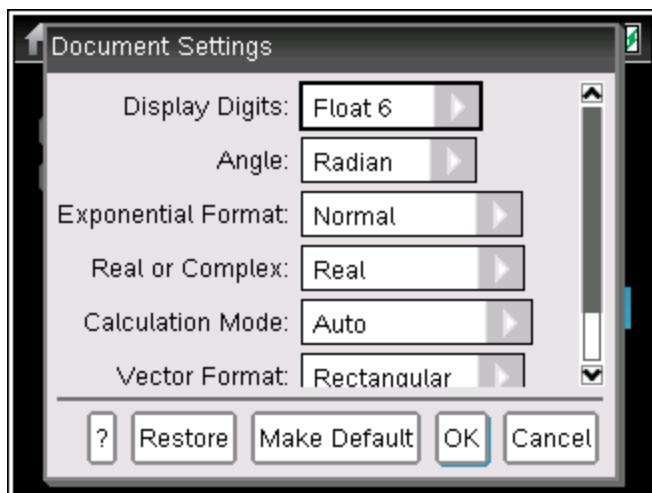 Document Settings
Display Digits: Float 6
Angle: Radian
Exponential Format: Normal
Real or Complex: Real
Calculation Mode: Auto
Vector Format: Rectangular
? Restore Make Default OK Cancel